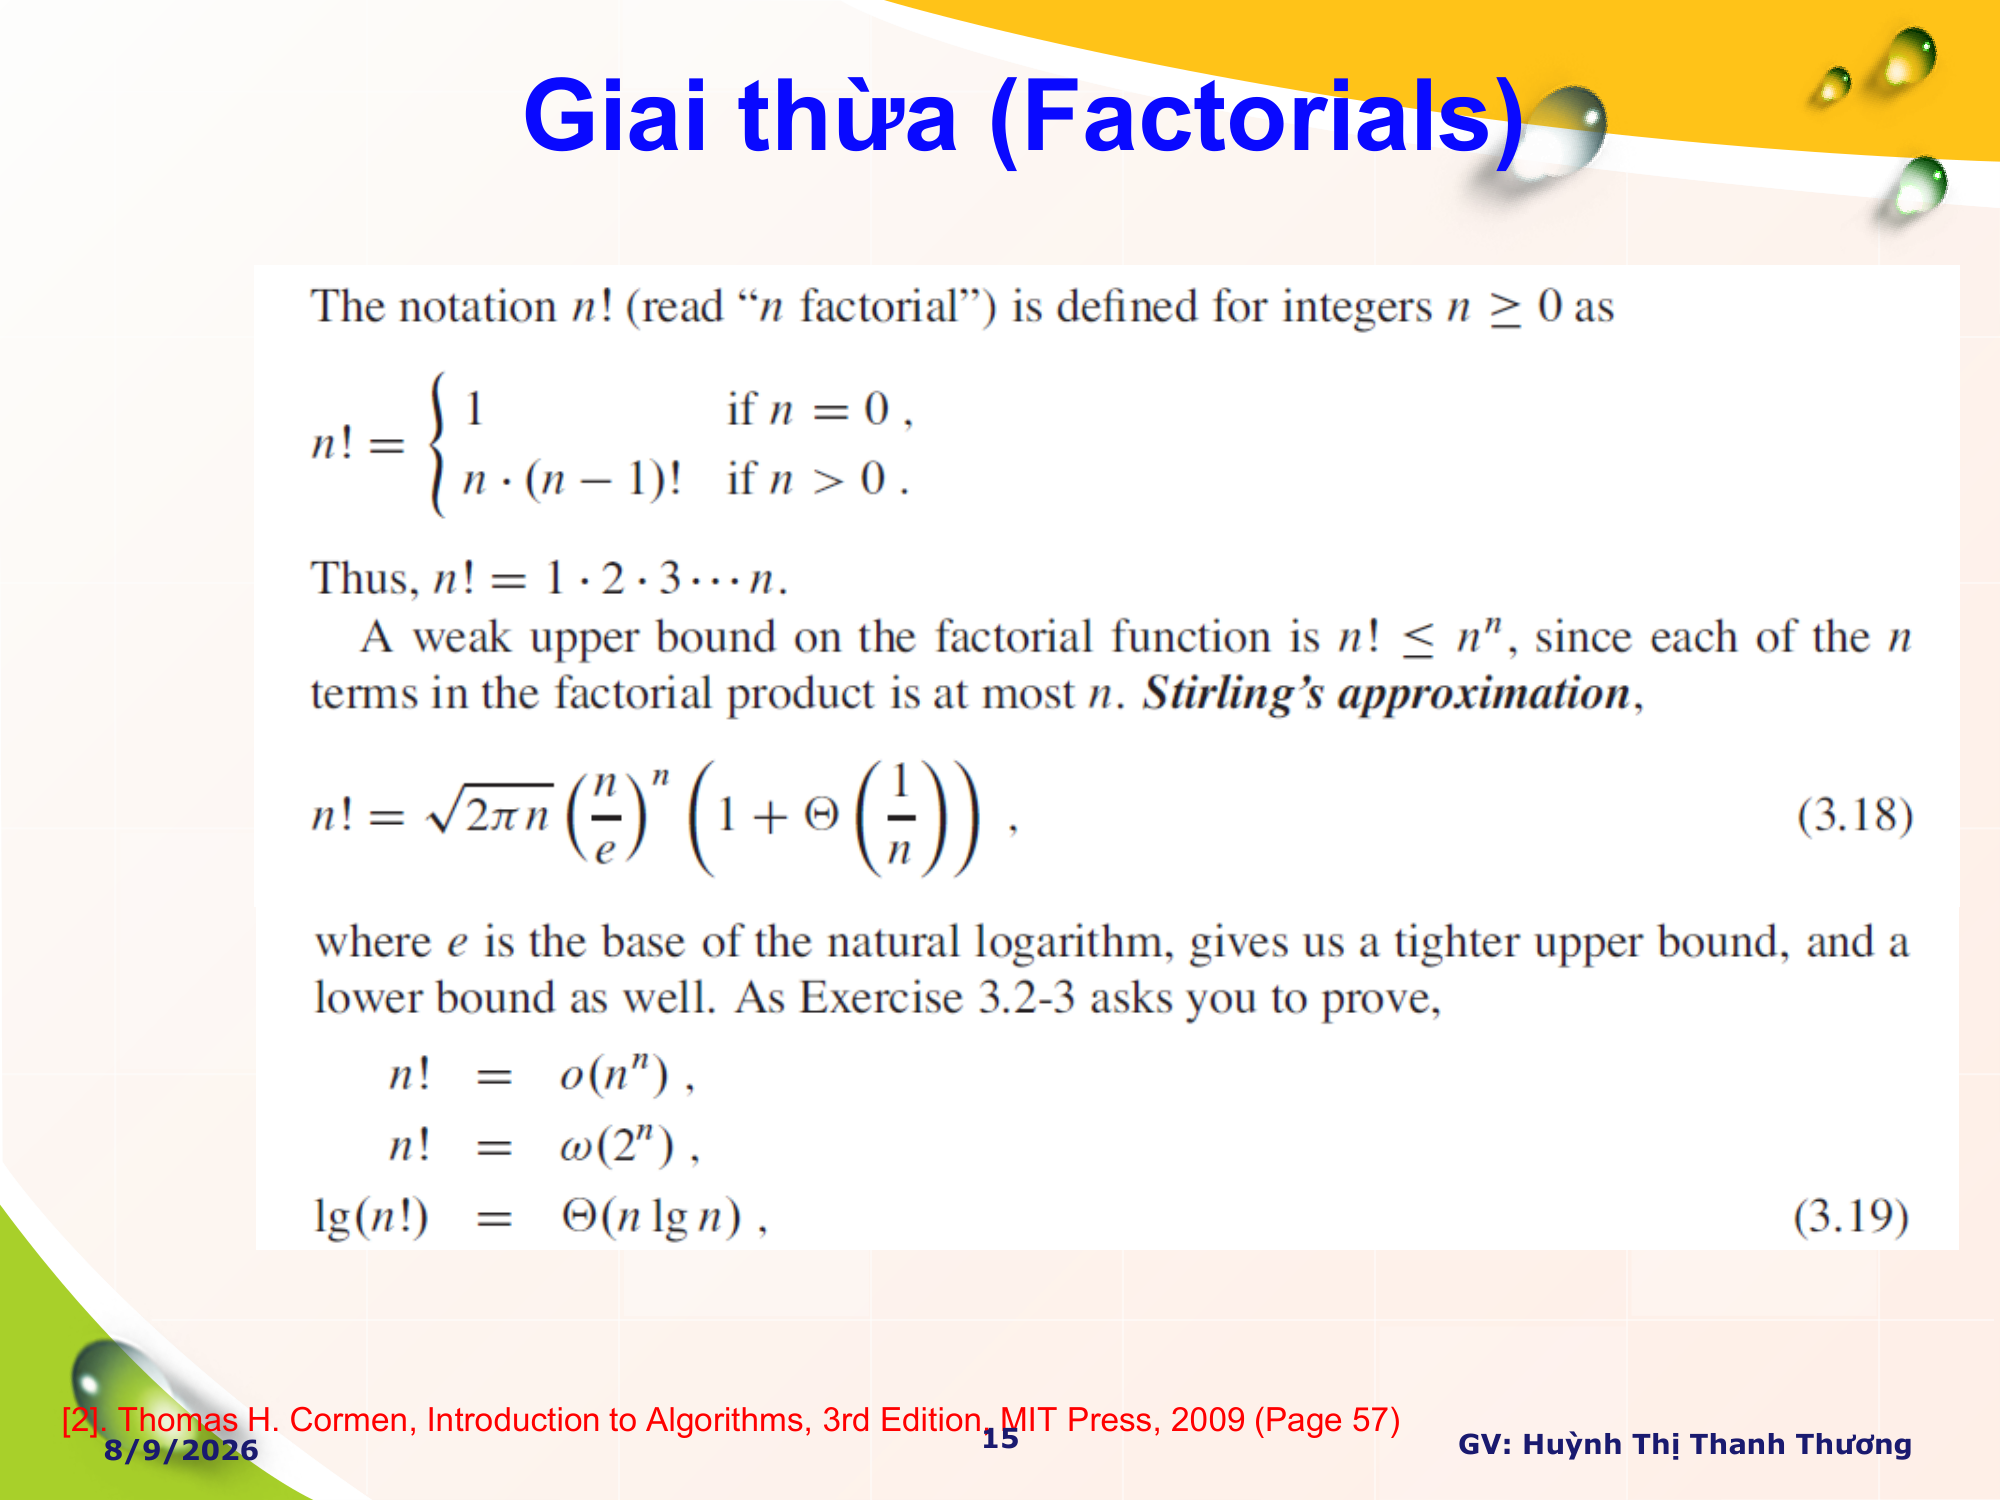 Giai thừa (Factorials)
The notation n! (read “n factorial”) is defined for integers n ≥ 0 as
n! = { 1 if n = 0 ,
n · (n − 1)! if n > 0 .
Thus, n! = 1 · 2 · 3 ··· n.
A weak upper bound on the factorial function is n! ≤ nⁿ, since each of the n
terms in the factorial product is at most n. Stirling’s approximation,
n! = √(2πn) (n/e)ⁿ (1 + Θ(1/n)) , (3.18)
where e is the base of the natural logarithm, gives us a tighter upper bound, and a
lower bound as well. As Exercise 3.2-3 asks you to prove,
n! = o(nⁿ) ,
n! = ω(2ⁿ) ,
lg(n!) = Θ(n lg n) , (3.19)
[2]. Thomas H. Cormen, Introduction to Algorithms, 3rd Edition, MIT Press, 2009 (Page 57)
8/9/2026 15 GV: Huỳnh Thị Thanh Thương